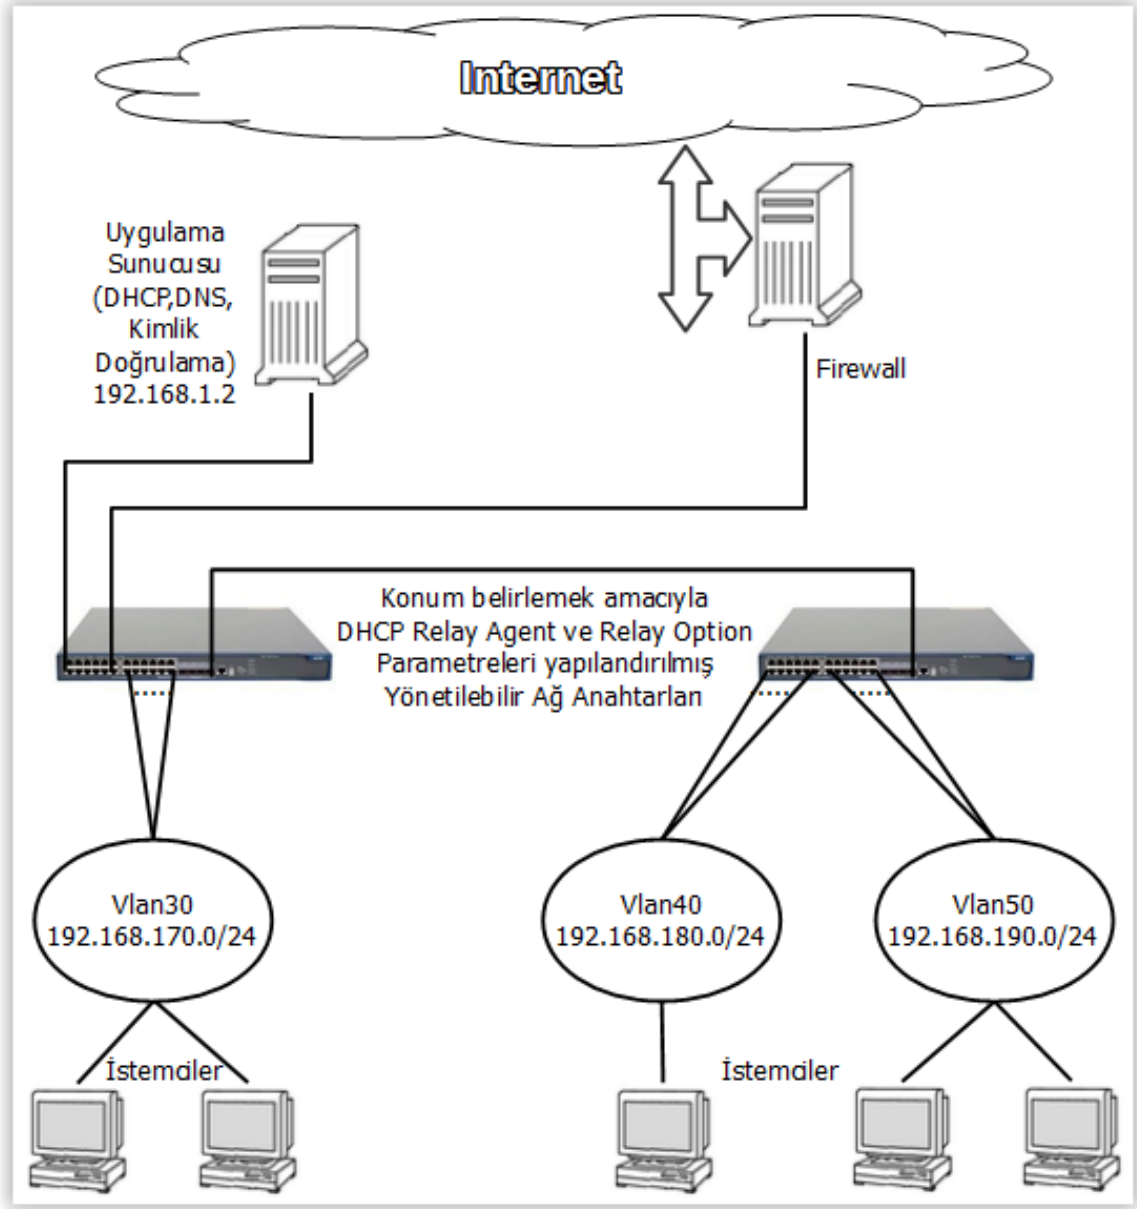 Internet
Uygulama
Sunucusu
(DHCP,DNS,
Kimlik
Doğrulama)
192.168.1.2
Firewall
Konum belirlemek amacıyla
DHCP Relay Agent ve Relay Option
Parametreleri yapılandırılmış
Yönetilebilir Ağ Anahtarları
Vlan30
192.168.170.0/24
Vlan40
192.168.180.0/24
Vlan50
192.168.190.0/24
İstemciler
İstemciler